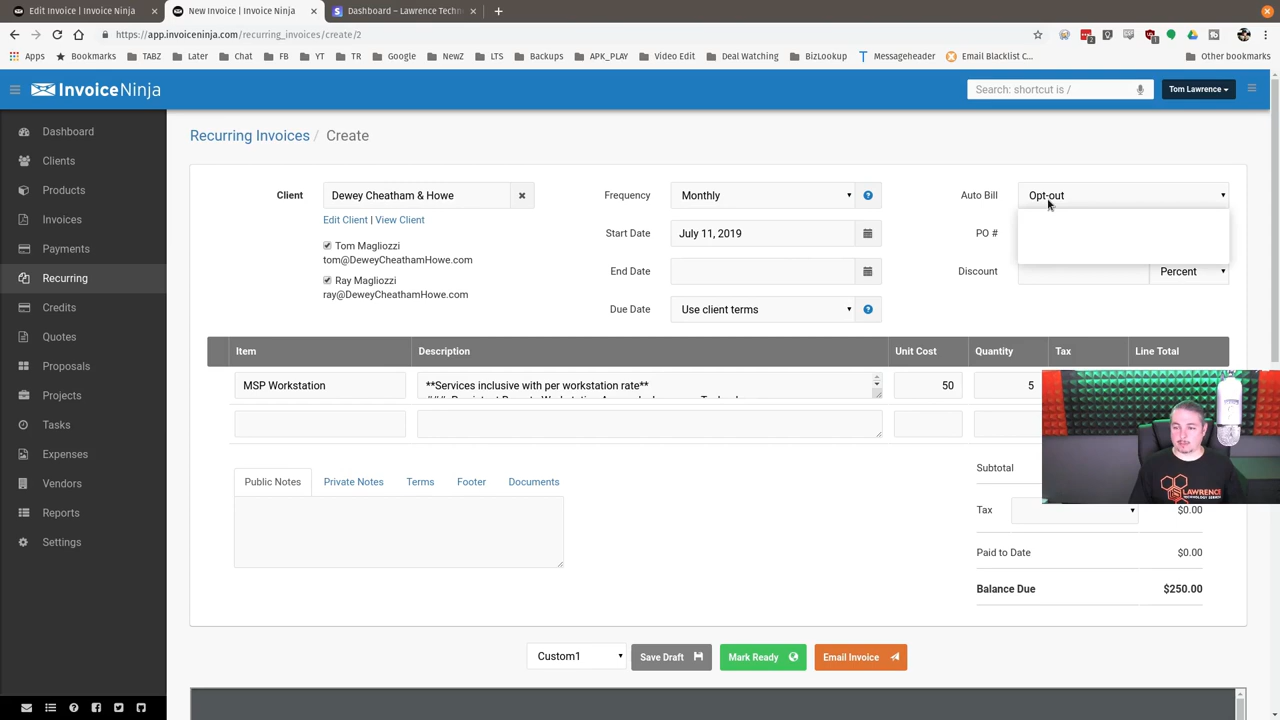 Edit Invoice | Invoice Ninja
New Invoice | Invoice Ninja
Dashboard – Lawrence Techn
https://app.invoiceninja.com/recurring_invoices/create/2
Apps
Bookmarks
TABZ
Later
Chat
FB
YT
TR
Google
NewZ
LTS
Backups
APK_PLAY
Video Edit
Deal Watching
BizLookup
Messageheader
Email Blacklist C...
Other bookmarks
InvoiceNinja
Search: shortcut is /
Tom Lawrence
Dashboard
Clients
Products
Invoices
Payments
Recurring
Credits
Quotes
Proposals
Projects
Tasks
Expenses
Vendors
Reports
Settings
Recurring Invoices / Create
Client
Dewey Cheatham & Howe
Edit Client | View Client
Tom Magliozzi
tom@DeweyCheathamHowe.com
Ray Magliozzi
ray@DeweyCheathamHowe.com
Frequency
Monthly
Start Date
July 11, 2019
End Date
Due Date
Use client terms
Auto Bill
Opt-out
PO #
Discount
Percent
Item
Description
Unit Cost
Quantity
Tax
Line Total
MSP Workstation
**Services inclusive with per workstation rate**
50
5
Public Notes
Private Notes
Terms
Footer
Documents
Subtotal
LAWRENCE
Tax
$0.00
Paid to Date
$0.00
Balance Due
$250.00
Custom1
Save Draft
Mark Ready
Email Invoice